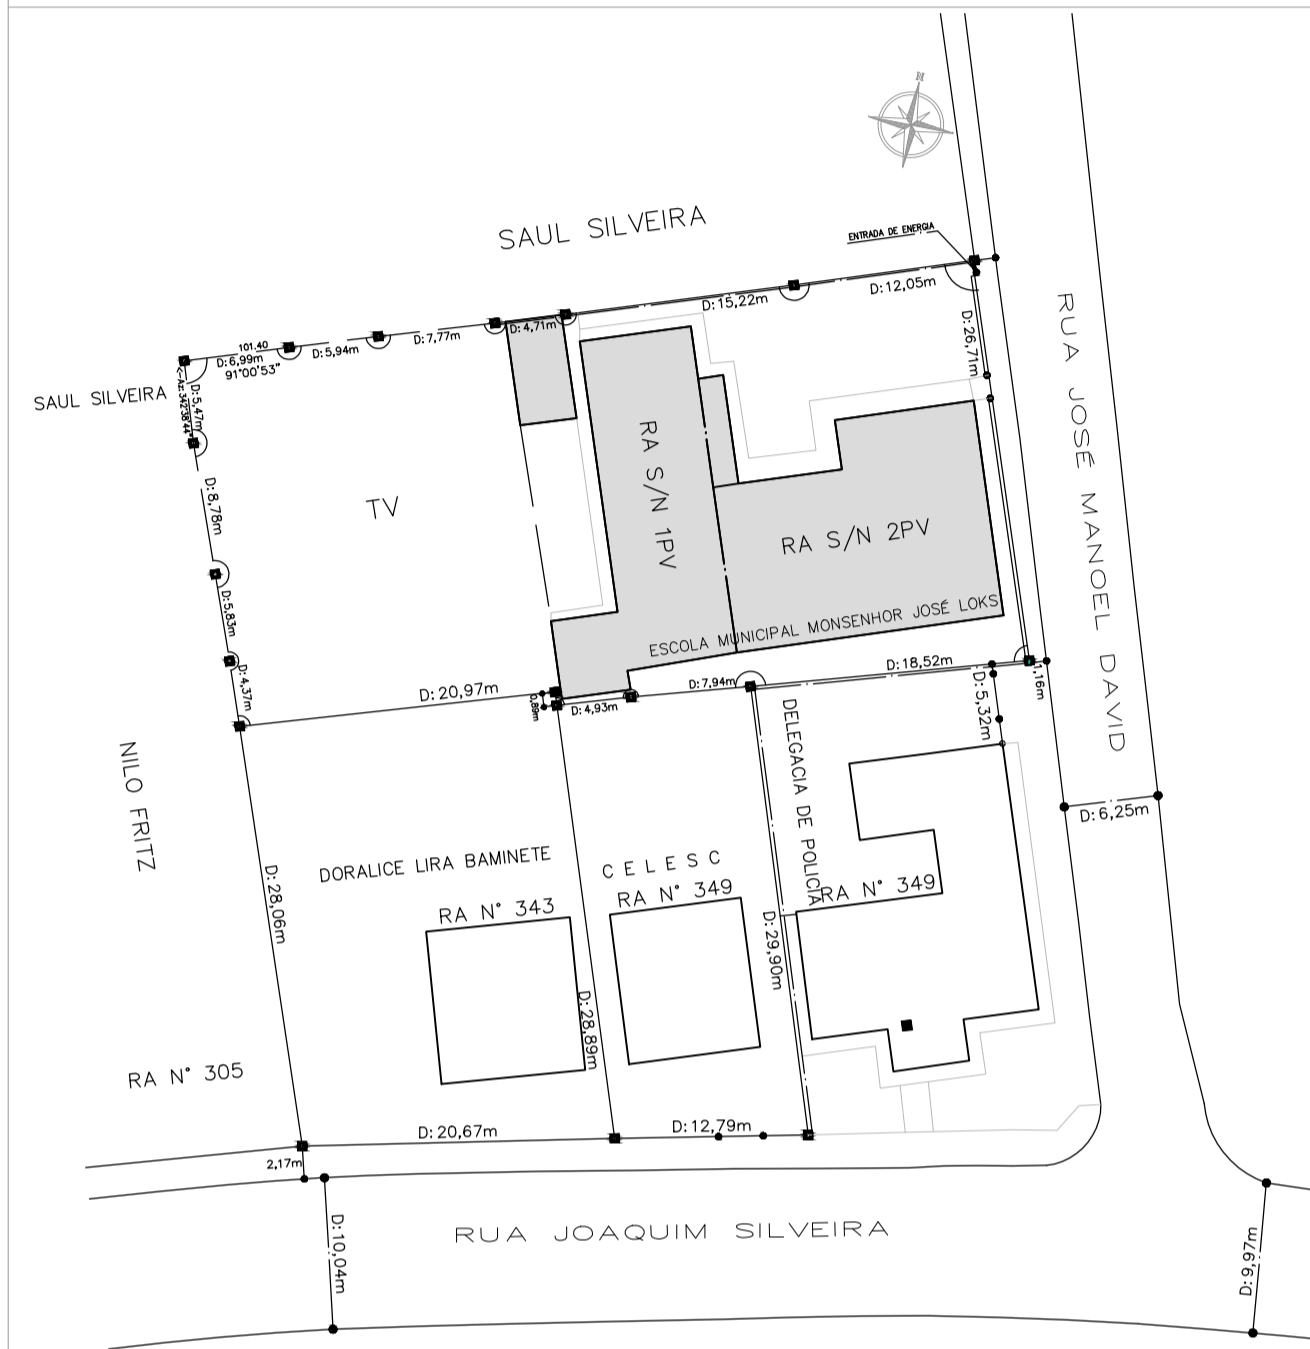 N
SAUL SILVEIRA
ENTRADA DE ENERGIA
D:15,22m
D:12,05m
D:4,71m
D:7,77m
D:5,94m
101.40
D:6,99m
91°00'53"
SAUL SILVEIRA
D:5,47m
D:26,71m
RUA JOSÉ MANOEL DAVID
D:8,78m
TV
RA S/N 1PV
RA S/N 2PV
D:5,83m
ESCOLA MUNICIPAL MONSENHOR JOSÉ LOKS
D:4,37m
D:20,97m
0,89m
D:4,93m
D:7,94m
D:18,52m
1,16m
D:5,32m
DELEGACIA DE POLICIA
NILO FRITZ
D:6,25m
DORALICE LIRA BAMINETE
CELESC
RA N° 349
RA N° 349
RA N° 343
D:28,06m
D:29,90m
D:28,89m
RA N° 305
D:20,67m
D:12,79m
2,17m
D:10,04m
RUA JOAQUIM SILVEIRA
D:9,67m